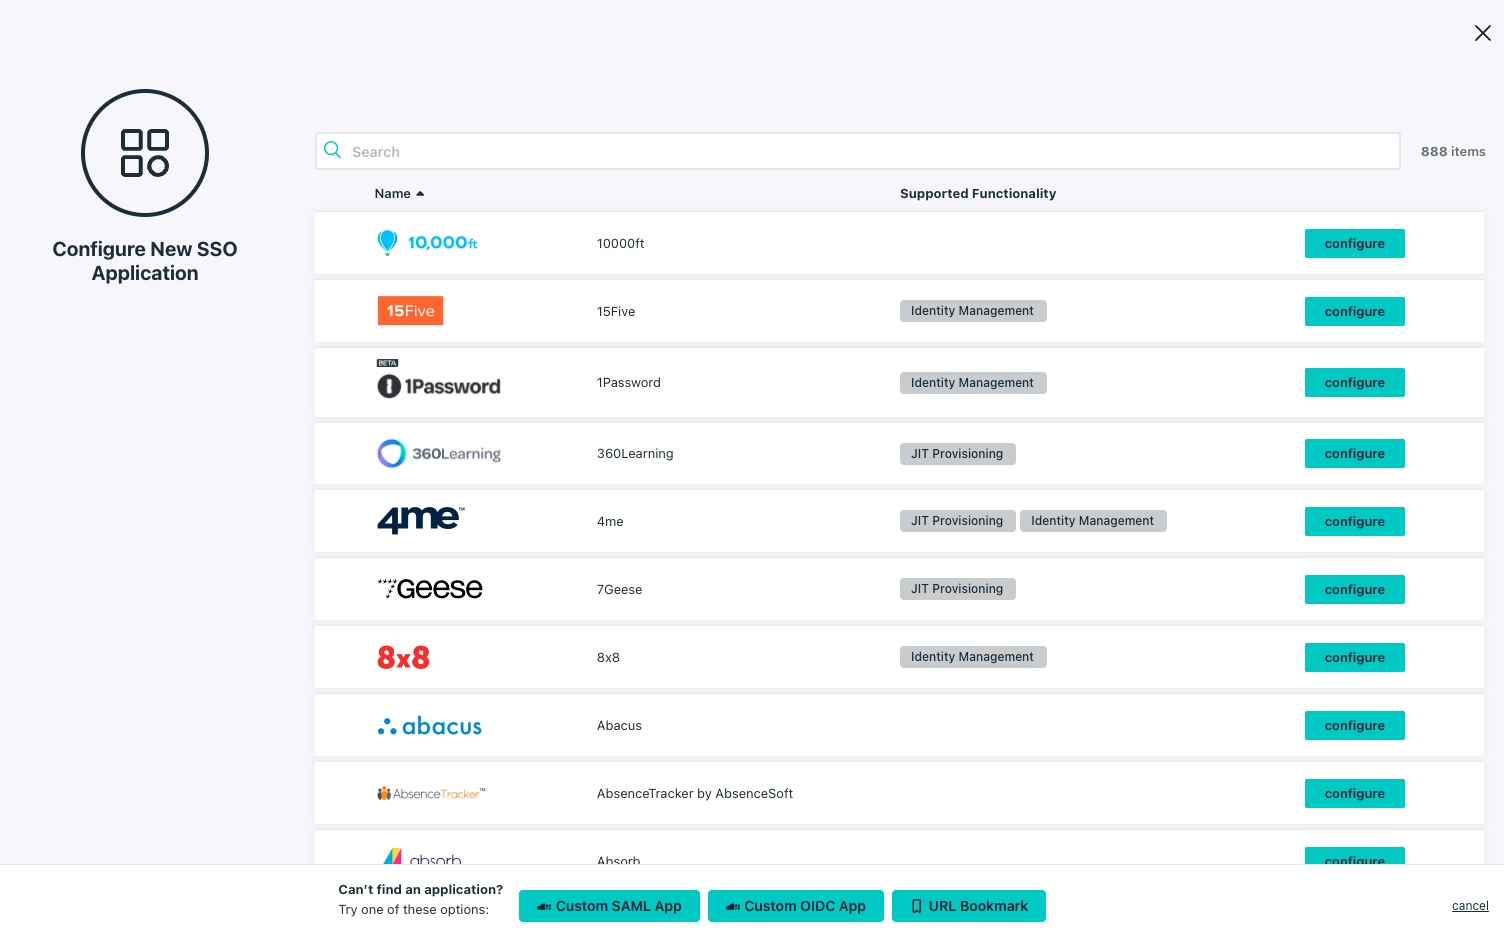 Configure New SSO
Application
Search
888 items
Name
Supported Functionality
10,000ft
10000ft
configure
15Five
15Five
Identity Management
configure
BETA
1Password
1Password
Identity Management
configure
360Learning
360Learning
JIT Provisioning
configure
4me™
4me
JIT Provisioning
Identity Management
configure
7Geese
7Geese
JIT Provisioning
configure
8x8
8x8
Identity Management
configure
abacus
Abacus
configure
AbsenceTracker™
AbsenceTracker by AbsenceSoft
configure
absorb
Absorb
configure
Can't find an application?
Try one of these options:
Custom SAML App
Custom OIDC App
URL Bookmark
cancel